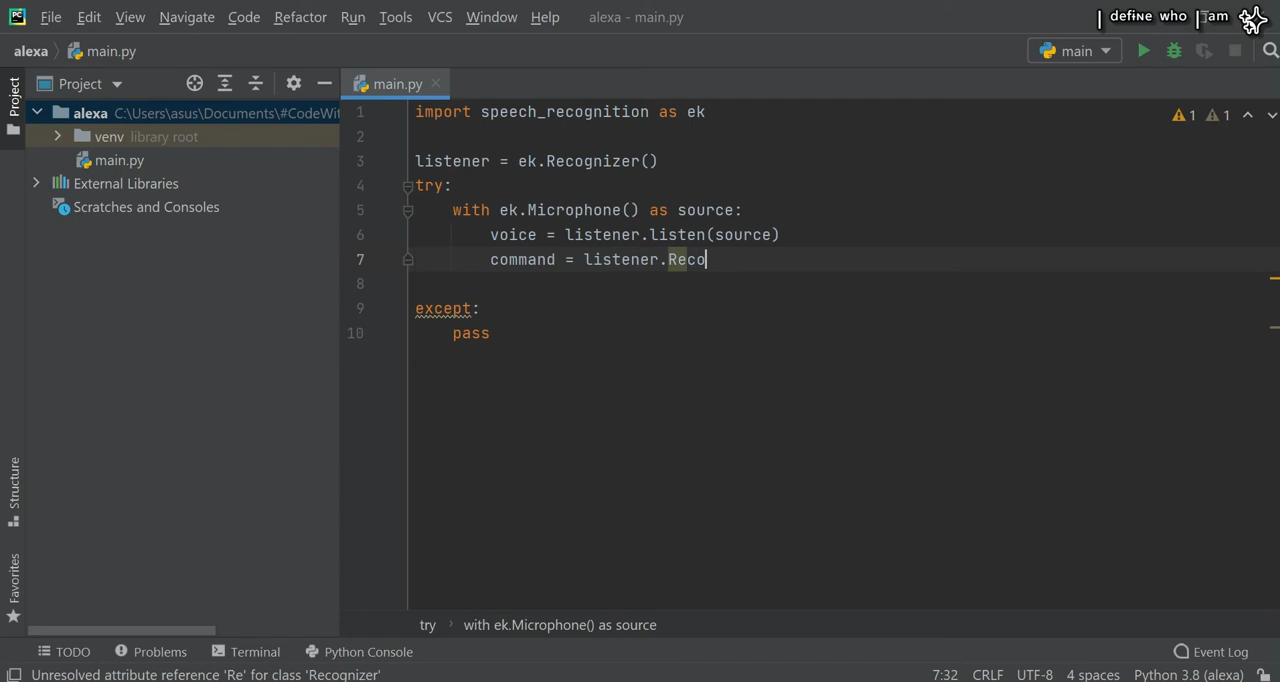 PC File Edit View Navigate Code Refactor Run Tools VCS Window Help alexa - main.py
| define who I am
alexa main.py main
Project Project main.py
alexa C:\Users\asus\Documents\#CodeWit
venv library root
main.py
External Libraries
Scratches and Consoles
1 import speech_recognition as ek
2
3 listener = ek.Recognizer()
4 try:
5 with ek.Microphone() as source:
6 voice = listener.listen(source)
7 command = listener.Reco
8
9 except:
10 pass
1 1
Structure
Favorites
try with ek.Microphone() as source
TODO Problems Terminal Python Console Event Log
Unresolved attribute reference 'Re' for class 'Recognizer' 7:32 CRLF UTF-8 4 spaces Python 3.8 (alexa)